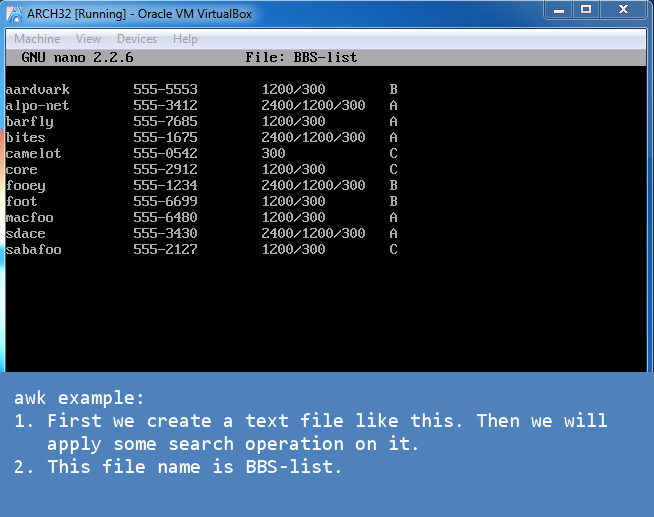 ARCH32 [Running] - Oracle VM VirtualBox
Machine View Devices Help
GNU nano 2.2.6 File: BBS-list
aardvark 555-5553 1200/300 B
alpo-net 555-3412 2400/1200/300 A
barfly 555-7685 1200/300 A
bites 555-1675 2400/1200/300 A
camelot 555-0542 300 C
core 555-2912 1200/300 C
fooey 555-1234 2400/1200/300 B
foot 555-6699 1200/300 B
macfoo 555-6480 1200/300 A
sdace 555-3430 2400/1200/300 A
sabafoo 555-2127 1200/300 C
awk example:
1. First we create a text file like this. Then we will
apply some search operation on it.
2. This file name is BBS-list.